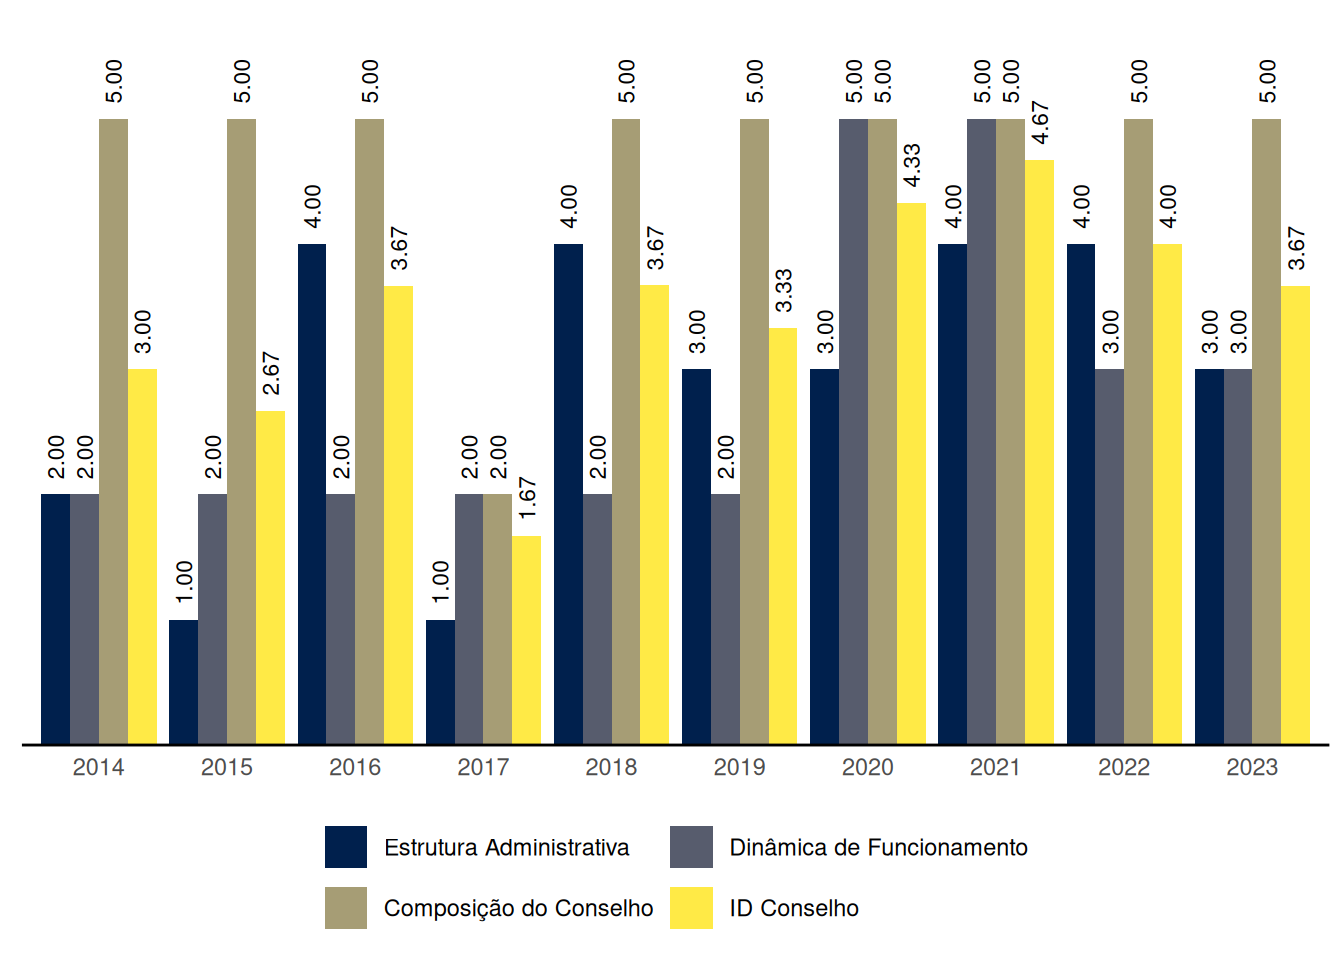 5.00 5.00 5.00 5.00 5.00 5.00 5.00 5.00 5.00 5.00 5.00
4.67
4.33
4.00 4.00 4.00 4.00 4.00
3.67 3.67 3.67
3.33
3.00 3.00 3.00 3.00 3.00 3.00
2.67
2.00 2.00 2.00 2.00 2.00 2.00 2.00 2.00
1.67
1.00 1.00
2014 2015 2016 2017 2018 2019 2020 2021 2022 2023
Estrutura Administrativa Dinâmica de Funcionamento
Composição do Conselho ID Conselho